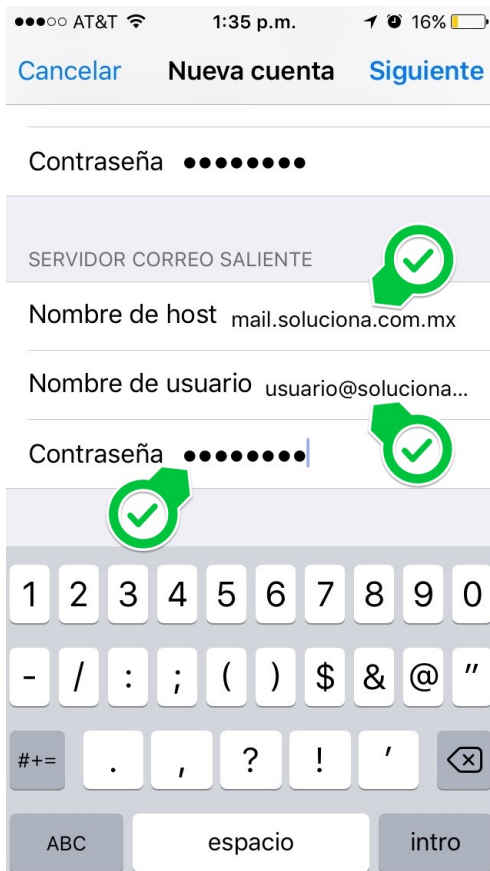 AT&T 1:35 p.m. 16%
Cancelar Nueva cuenta Siguiente
Contraseña ●●●●●●●●
SERVIDOR CORREO SALIENTE
Nombre de host mail.soluciona.com.mx
Nombre de usuario usuario@soluciona...
Contraseña ●●●●●●●●
1 2 3 4 5 6 7 8 9 0
- / : ; ( ) $ & @ "
#+= . , ? ! '
ABC espacio intro